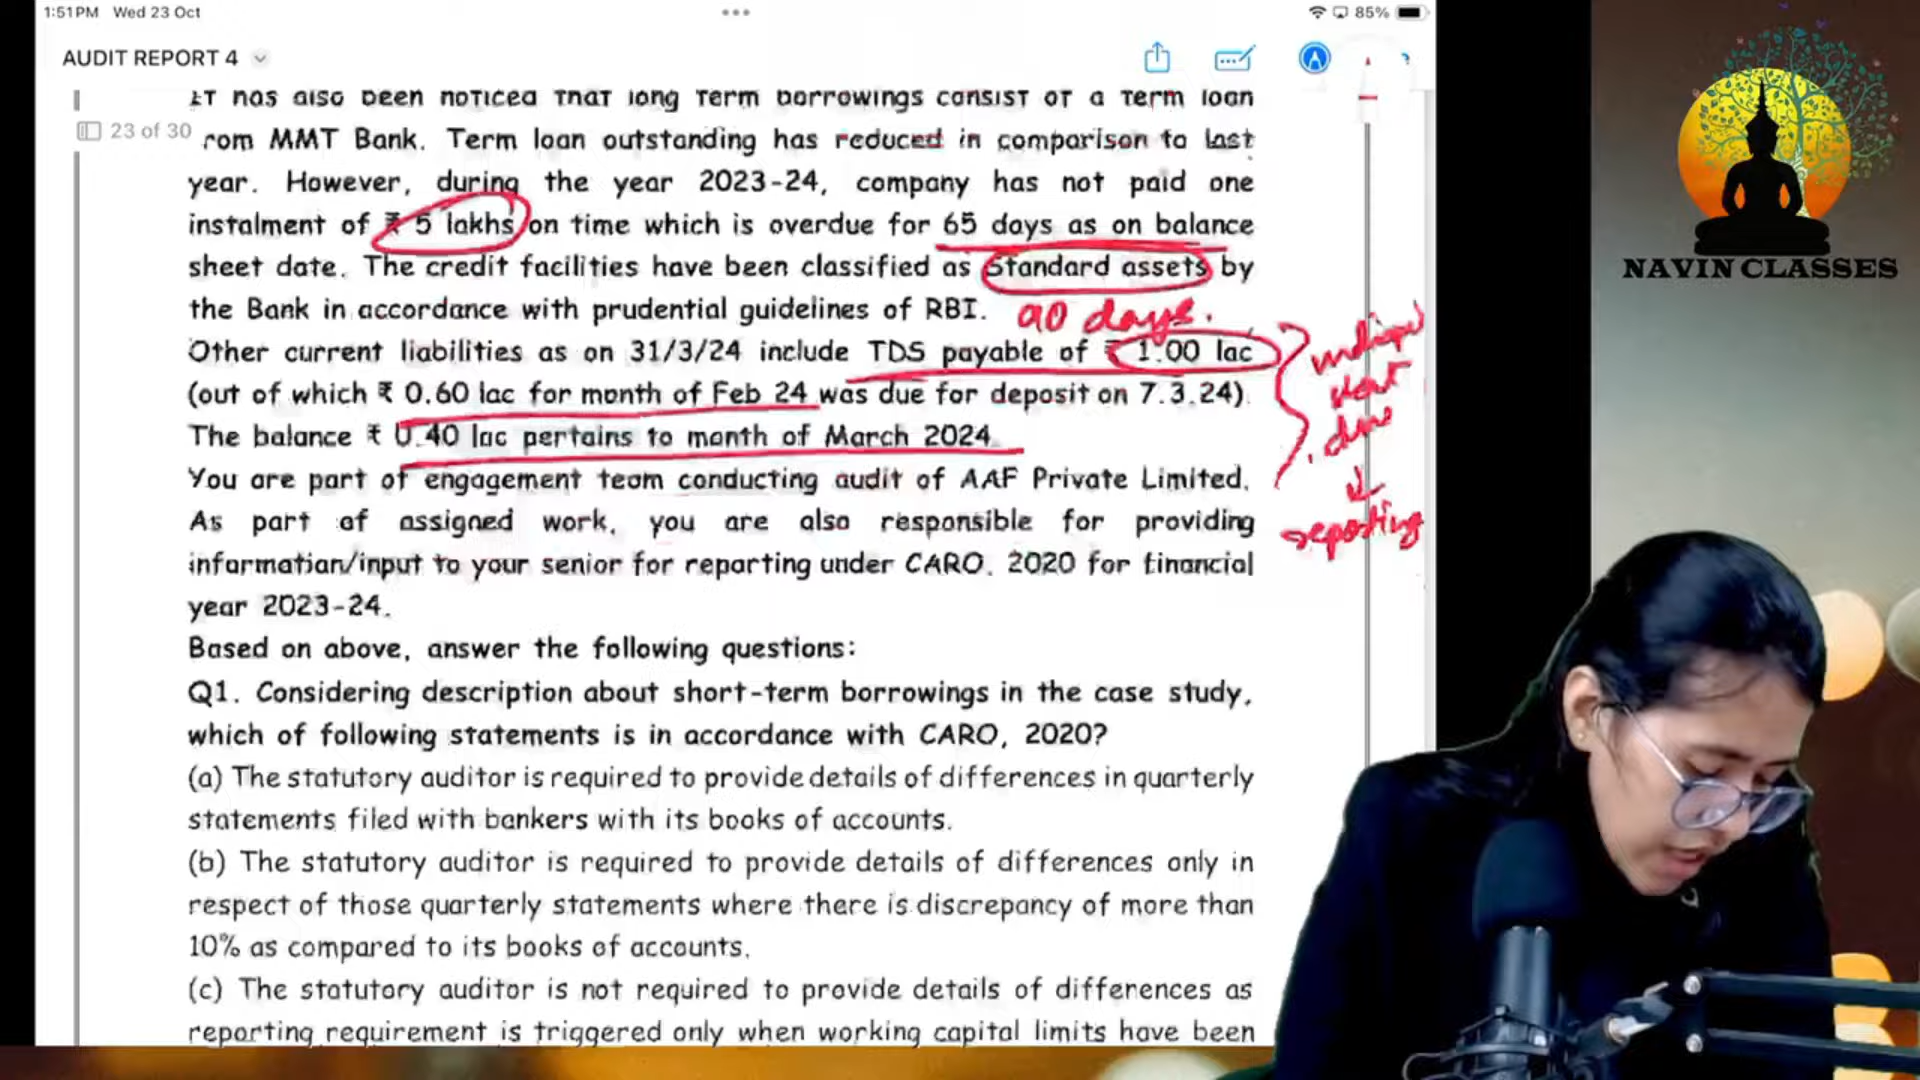 1:51 PM Wed 23 Oct
85%
AUDIT REPORT 4
It has also been noticed that long term borrowings consist of a term loan
23 of 30
rom MMT Bank. Term loan outstanding has reduced in comparison to last
year. However, during the year 2023-24, company has not paid one
instalment of ₹ 5 lakhs on time which is overdue for 65 days as on balance
sheet date. The credit facilities have been classified as Standard assets by
the Bank in accordance with prudential guidelines of RBI.
90 days.
Other current liabilities as on 31/3/24 include TDS payable of ₹ 1.00 lac
(out of which ₹ 0.60 lac for month of Feb 24 was due for deposit on 7.3.24).
The balance ₹ 0.40 lac pertains to month of March 2024.
due
reporting
You are part of engagement team conducting audit of AAF Private Limited.
As part of assigned work, you are also responsible for providing
information/input to your senior for reporting under CARO, 2020 for financial
year 2023-24.
Based on above, answer the following questions:
Q1. Considering description about short-term borrowings in the case study,
which of following statements is in accordance with CARO, 2020?
(a) The statutory auditor is required to provide details of differences in quarterly
statements filed with bankers with its books of accounts.
(b) The statutory auditor is required to provide details of differences only in
respect of those quarterly statements where there is discrepancy of more than
10% as compared to its books of accounts.
(c) The statutory auditor is not required to provide details of differences as
reporting requirement is triggered only when working capital limits have been
NAVIN CLASSES